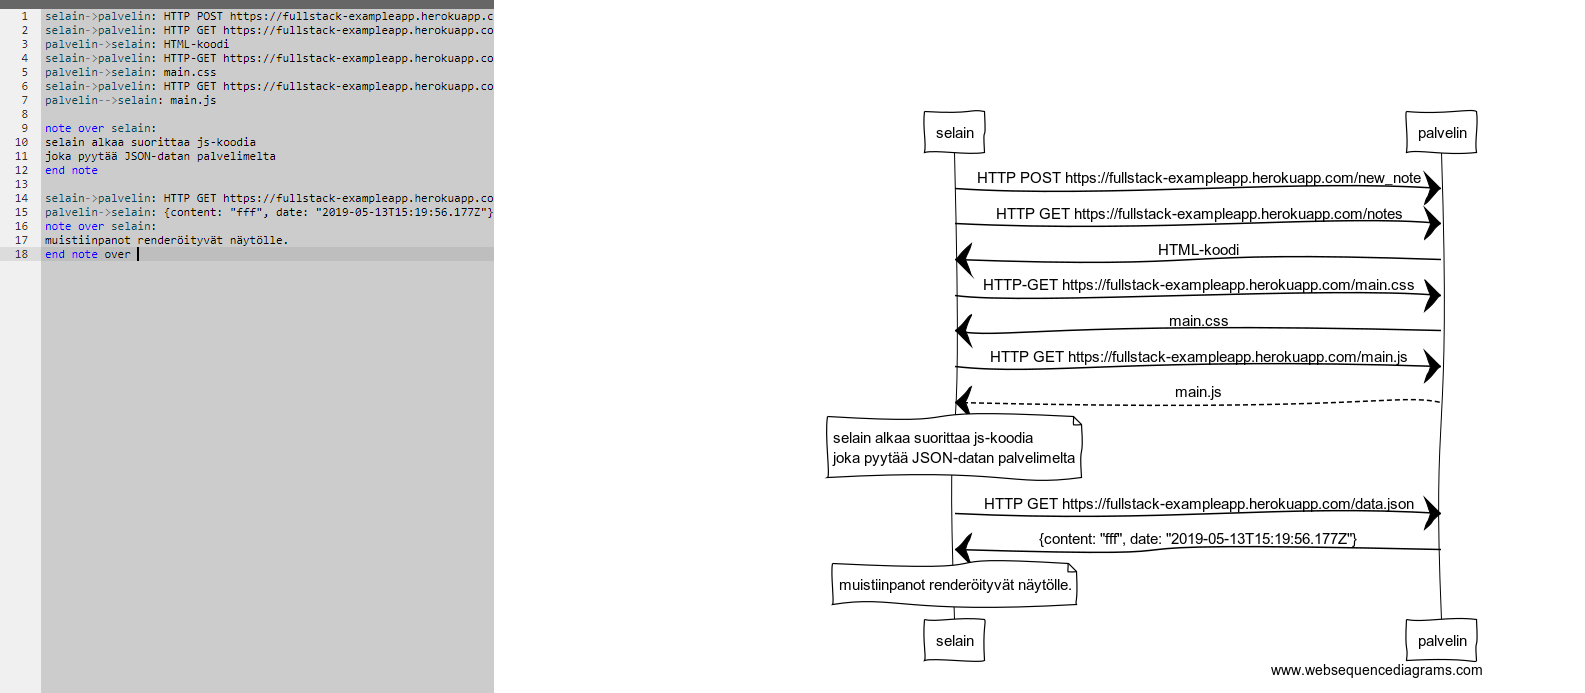 1 selain->palvelin: HTTP POST https://fullstack-exampleapp.herokuapp.c
2 selain->palvelin: HTTP GET https://fullstack-exampleapp.herokuapp.co
3 palvelin->selain: HTML-koodi
4 selain->palvelin: HTTP-GET https://fullstack-exampleapp.herokuapp.co
5 palvelin->selain: main.css
6 selain->palvelin: HTTP GET https://fullstack-exampleapp.herokuapp.co
7 palvelin-->selain: main.js
8
9 note over selain:
10 selain alkaa suorittaa js-koodia
11 joka pyytää JSON-datan palvelimelta
12 end note
13
14 selain->palvelin: HTTP GET https://fullstack-exampleapp.herokuapp.co
15 palvelin->selain: {content: "fff", date: "2019-05-13T15:19:56.177Z"}
16 note over selain:
17 muistiinpanot renderöityvät näytölle.
18 end note over
selain palvelin
HTTP POST https://fullstack-exampleapp.herokuapp.com/new_note
HTTP GET https://fullstack-exampleapp.herokuapp.com/notes
HTML-koodi
HTTP-GET https://fullstack-exampleapp.herokuapp.com/main.css
main.css
HTTP GET https://fullstack-exampleapp.herokuapp.com/main.js
main.js
selain alkaa suorittaa js-koodia
joka pyytää JSON-datan palvelimelta
HTTP GET https://fullstack-exampleapp.herokuapp.com/data.json
{content: "fff", date: "2019-05-13T15:19:56.177Z"}
muistiinpanot renderöityvät näytölle.
selain palvelin
www.websequencediagrams.com